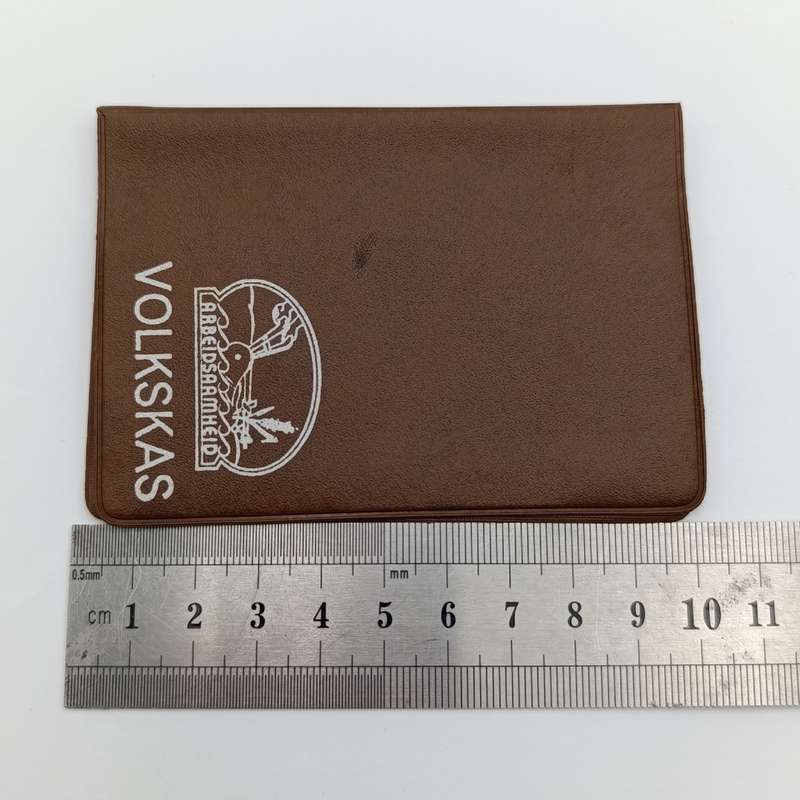 VOLKSKAS
ARBEIDSAAMHEID
0.5mm
mm
cm 1 2 3 4 5 6 7 8 9 10 11